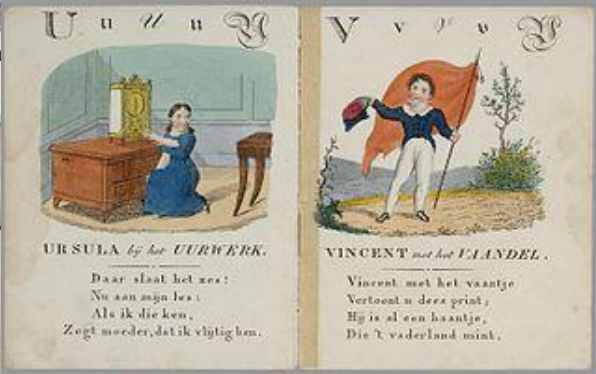 U u U u U
URSULA bij het UURWERK.
Daar slaat het zes!
Nu aan mijn les:
Als ik die ken,
Zegt moeder, dat ik vlijtig ben.
V v V v V
VINCENT met het VAANDEL.
Vincent met het vaantje
Vertoont u dees print;
Hij is al een haantje,
Die 't vaderland mint.